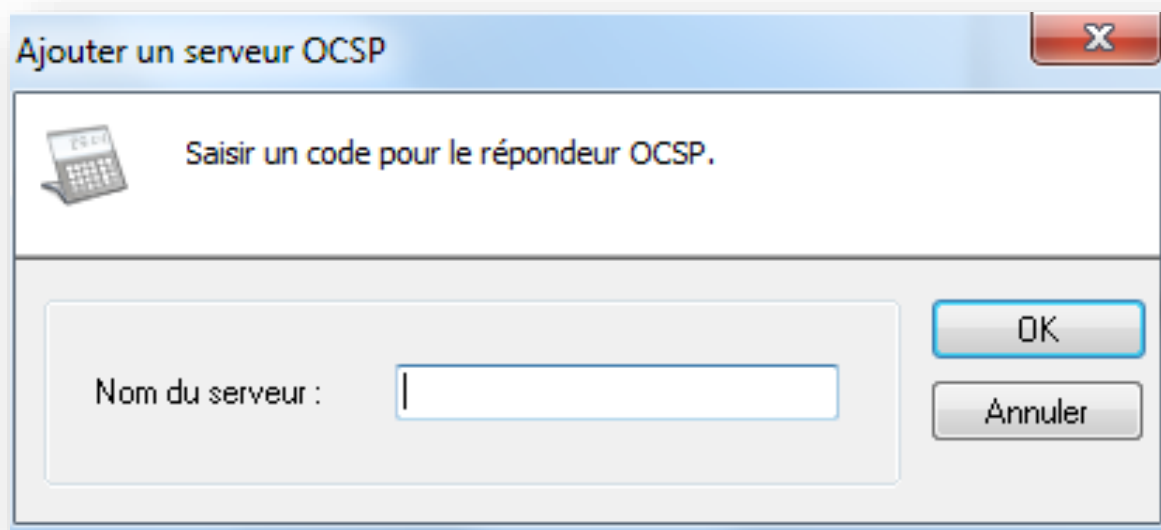 Ajouter un serveur OCSP
Saisir un code pour le répondeur OCSP.
Nom du serveur :
OK
Annuler